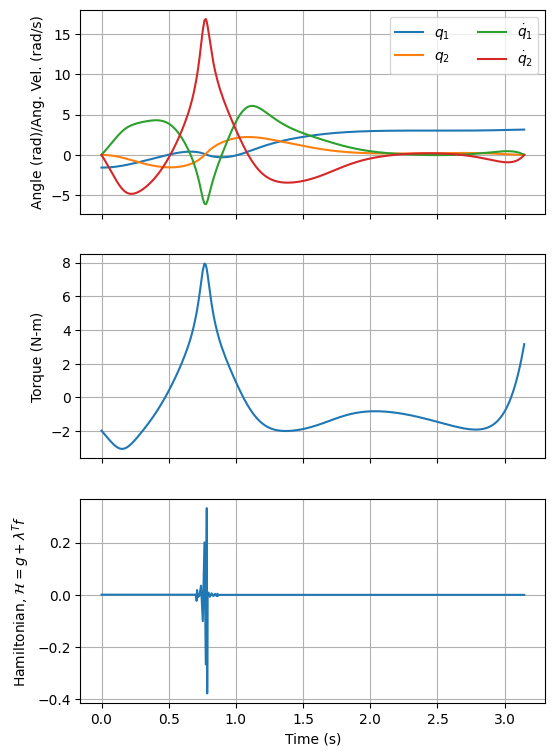 Angle (rad)/Ang. Vel. (rad/s)
15
10
5
0
−5
q₁ q̇₁
q₂ q̇₂
Torque (N-m)
8
6
4
2
0
−2
Hamiltonian, ℋ = g + λᵀf
0.2
0.0
−0.2
−0.4
0.0 0.5 1.0 1.5 2.0 2.5 3.0
Time (s)